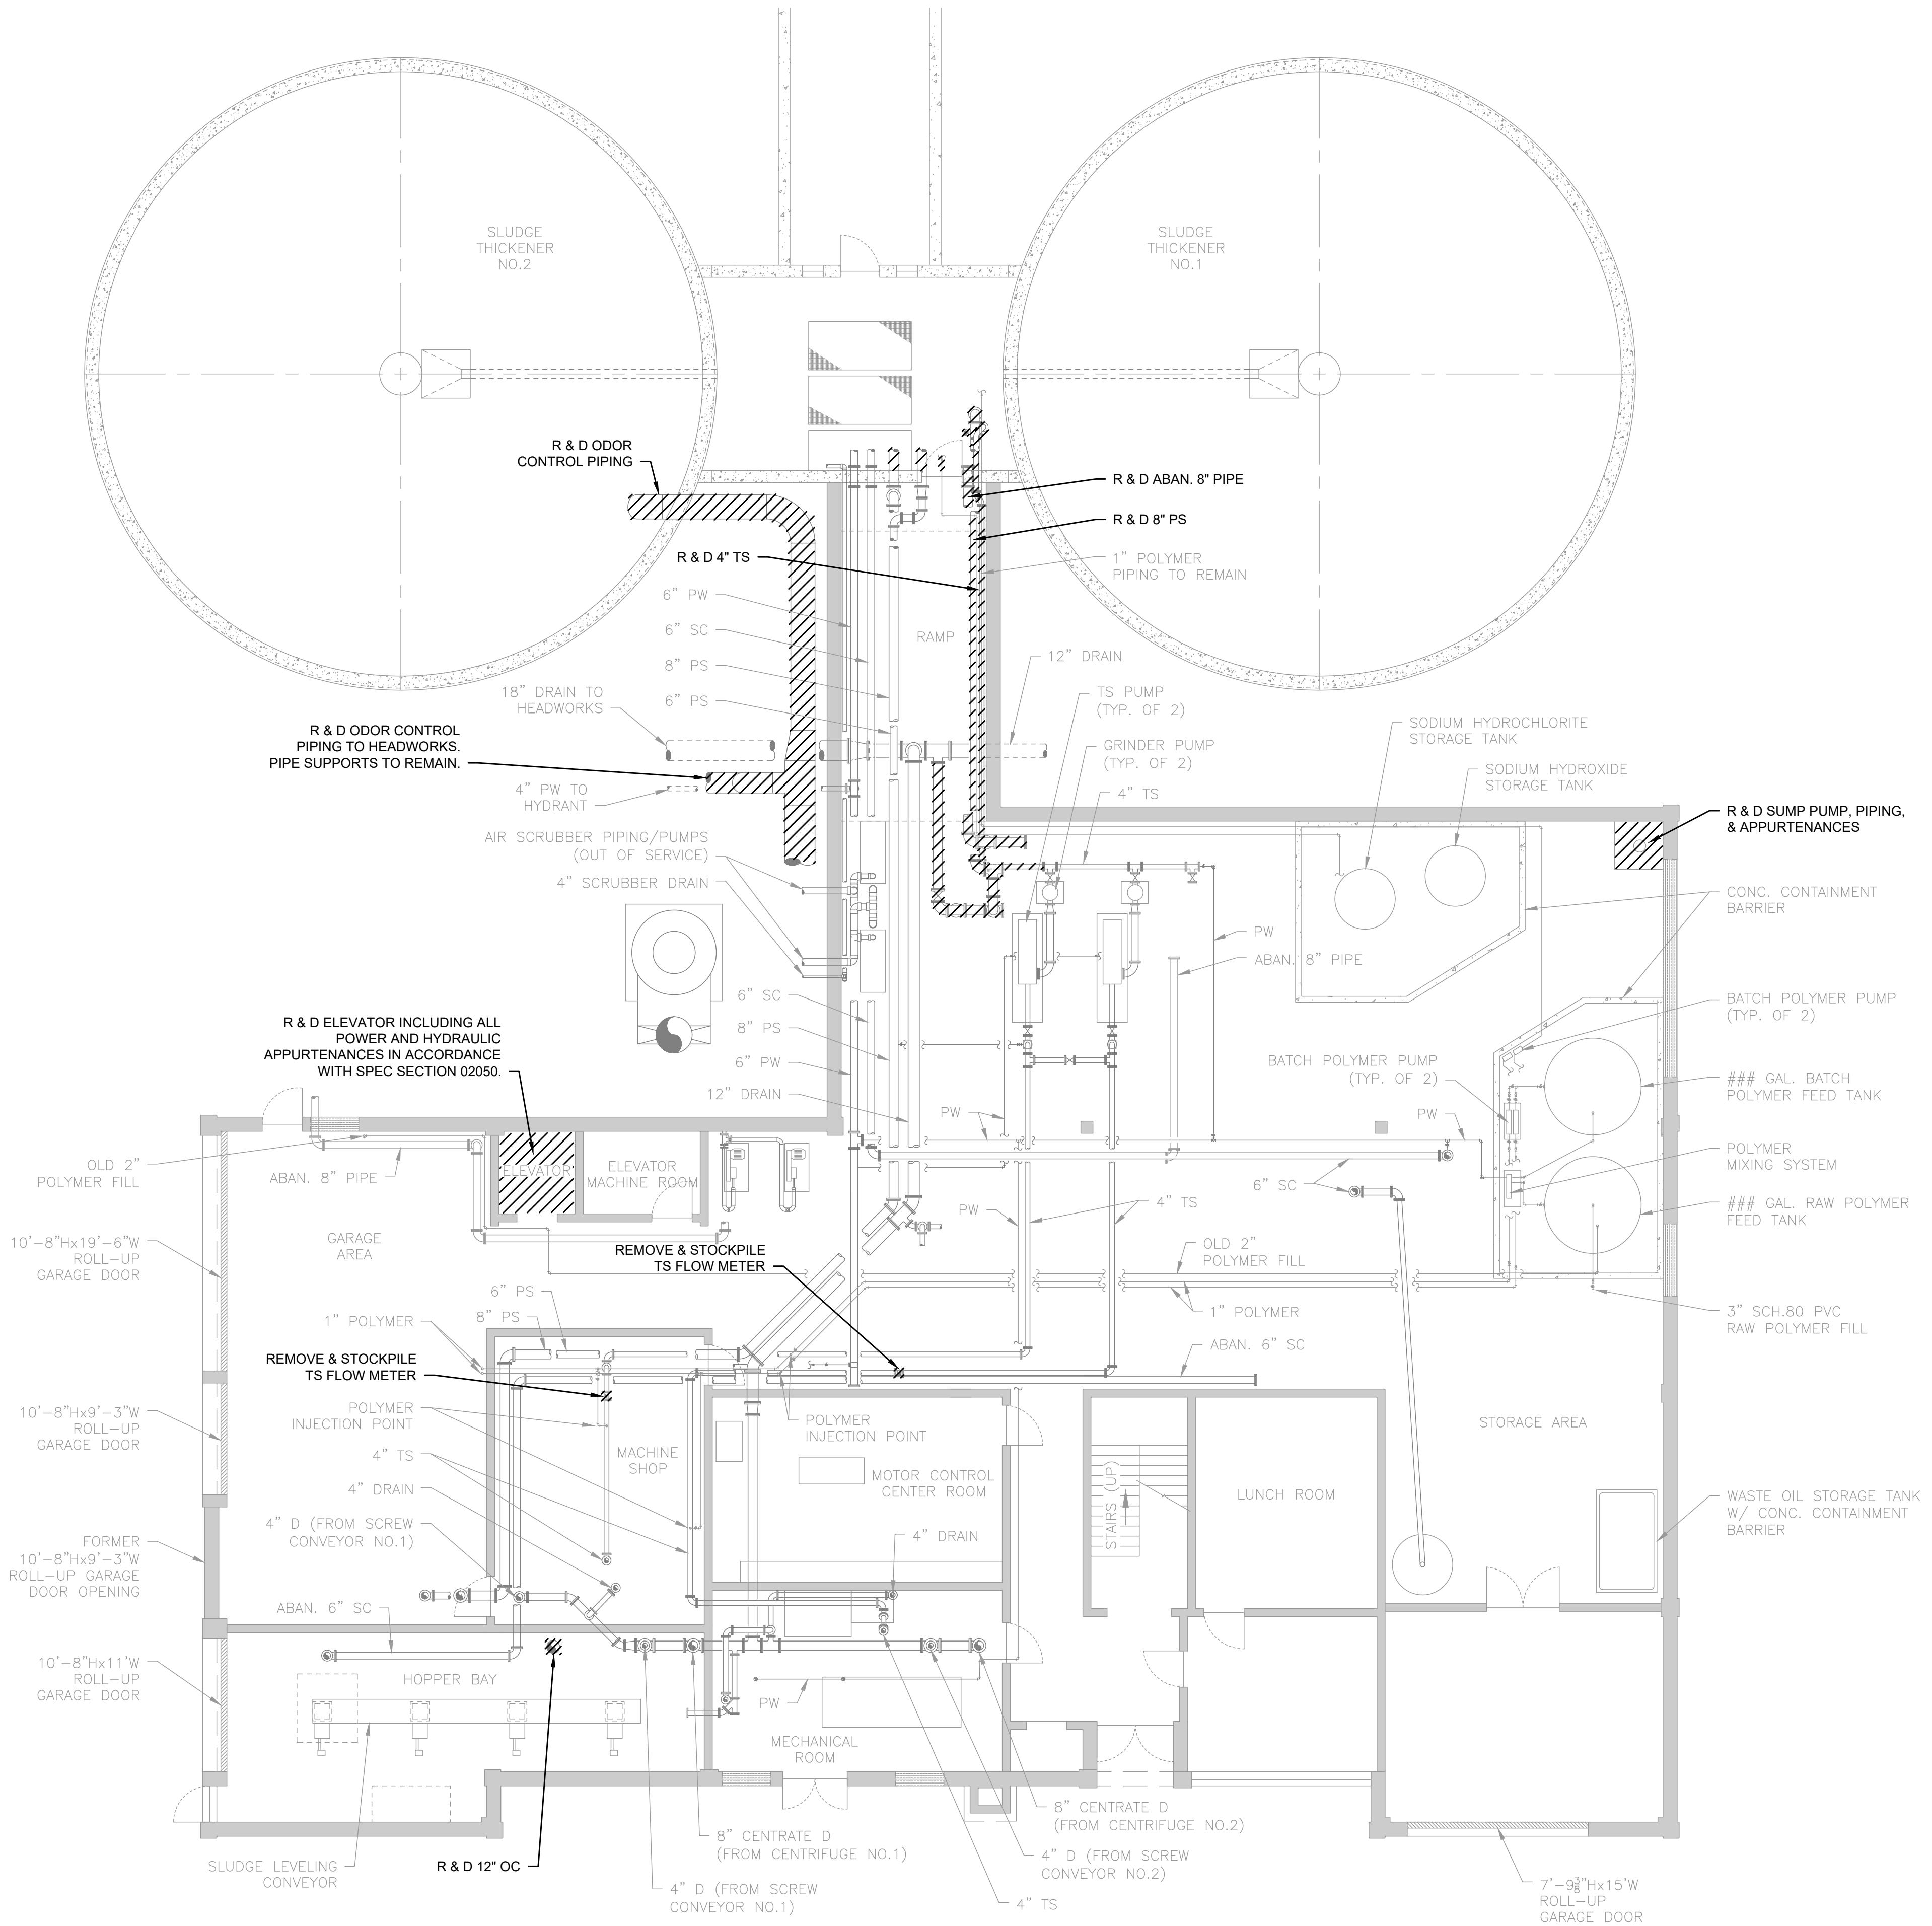 SLUDGE
THICKENER
NO.2
SLUDGE
THICKENER
NO.1
R & D ODOR
CONTROL PIPING
R & D ABAN. 8" PIPE
R & D 8" PS
R & D 4" TS
1" POLYMER
PIPING TO REMAIN
6" PW
6" SC
RAMP
8" PS
6" PS
12" DRAIN
18" DRAIN TO
HEADWORKS
TS PUMP
(TYP. OF 2)
R & D ODOR CONTROL
PIPING TO HEADWORKS.
PIPE SUPPORTS TO REMAIN.
GRINDER PUMP
(TYP. OF 2)
SODIUM HYDROCHLORITE
STORAGE TANK
SODIUM HYDROXIDE
STORAGE TANK
4" PW TO
HYDRANT
4" TS
R & D SUMP PUMP, PIPING,
& APPURTENANCES
AIR SCRUBBER PIPING/PUMPS
(OUT OF SERVICE)
4" SCRUBBER DRAIN
CONC. CONTAINMENT
BARRIER
PW
ABAN. 8" PIPE
6" SC
8" PS
6" PW
12" DRAIN
BATCH POLYMER PUMP
(TYP. OF 2)
R & D ELEVATOR INCLUDING ALL
POWER AND HYDRAULIC
APPURTENANCES IN ACCORDANCE
WITH SPEC SECTION 02050.
BATCH POLYMER PUMP
(TYP. OF 2)
### GAL. BATCH
POLYMER FEED TANK
PW
PW
OLD 2"
POLYMER FILL
ABAN. 8" PIPE
ELEVATOR
ELEVATOR
MACHINE ROOM
POLYMER
MIXING SYSTEM
6" SC
### GAL. RAW POLYMER
FEED TANK
PW
4" TS
GARAGE
AREA
10'-8"Hx19'-6"W
ROLL-UP
GARAGE DOOR
REMOVE & STOCKPILE
TS FLOW METER
OLD 2"
POLYMER FILL
6" PS
8" PS
1" POLYMER
1" POLYMER
3" SCH.80 PVC
RAW POLYMER FILL
ABAN. 6" SC
REMOVE & STOCKPILE
TS FLOW METER
10'-8"Hx9'-3"W
ROLL-UP
GARAGE DOOR
POLYMER
INJECTION POINT
POLYMER
INJECTION POINT
STORAGE AREA
4" TS
MACHINE
SHOP
MOTOR CONTROL
CENTER ROOM
STAIRS (UP)
LUNCH ROOM
4" DRAIN
WASTE OIL STORAGE TANK
W/ CONC. CONTAINMENT
BARRIER
4" D (FROM SCREW
CONVEYOR NO.1)
4" DRAIN
FORMER
10'-8"Hx9'-3"W
ROLL-UP GARAGE
DOOR OPENING
ABAN. 6" SC
10'-8"Hx11'W
ROLL-UP
GARAGE DOOR
HOPPER BAY
PW
MECHANICAL
ROOM
8" CENTRATE D
(FROM CENTRIFUGE NO.2)
8" CENTRATE D
(FROM CENTRIFUGE NO.1)
SLUDGE LEVELING
CONVEYOR
R & D 12" OC
4" D (FROM SCREW
CONVEYOR NO.2)
4" D (FROM SCREW
CONVEYOR NO.1)
4" TS
7'-9 3/8"Hx15'W
ROLL-UP
GARAGE DOOR